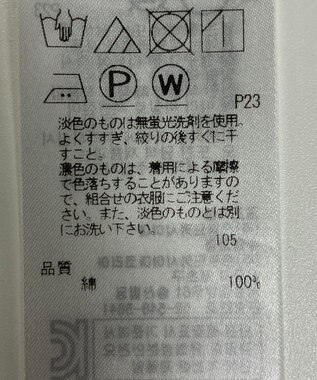 P
W
P23
淡色のものは無蛍光洗剤を使用。
よくすすぎ、絞りの後すぐに干
すこと。
濃色のものは、着用による摩擦
で色落ちすることがありますの
で、組合せの衣服にご注意くださ
い。また、淡色のものとは別
にお洗い下さい。
105
品質
綿 100%